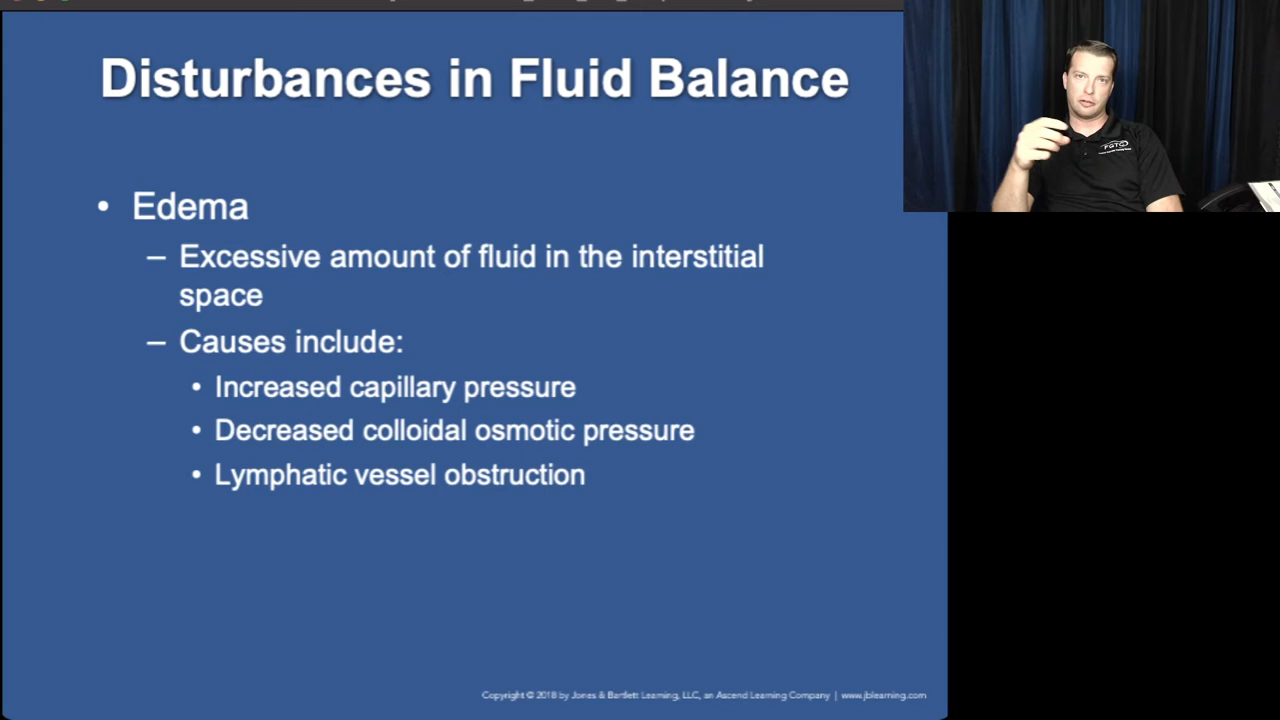 Disturbances in Fluid Balance
• Edema
– Excessive amount of fluid in the interstitial
space
– Causes include:
• Increased capillary pressure
• Decreased colloidal osmotic pressure
• Lymphatic vessel obstruction
Copyright © 2018 by Jones & Bartlett Learning, LLC, an Ascend Learning Company | www.jblearning.com